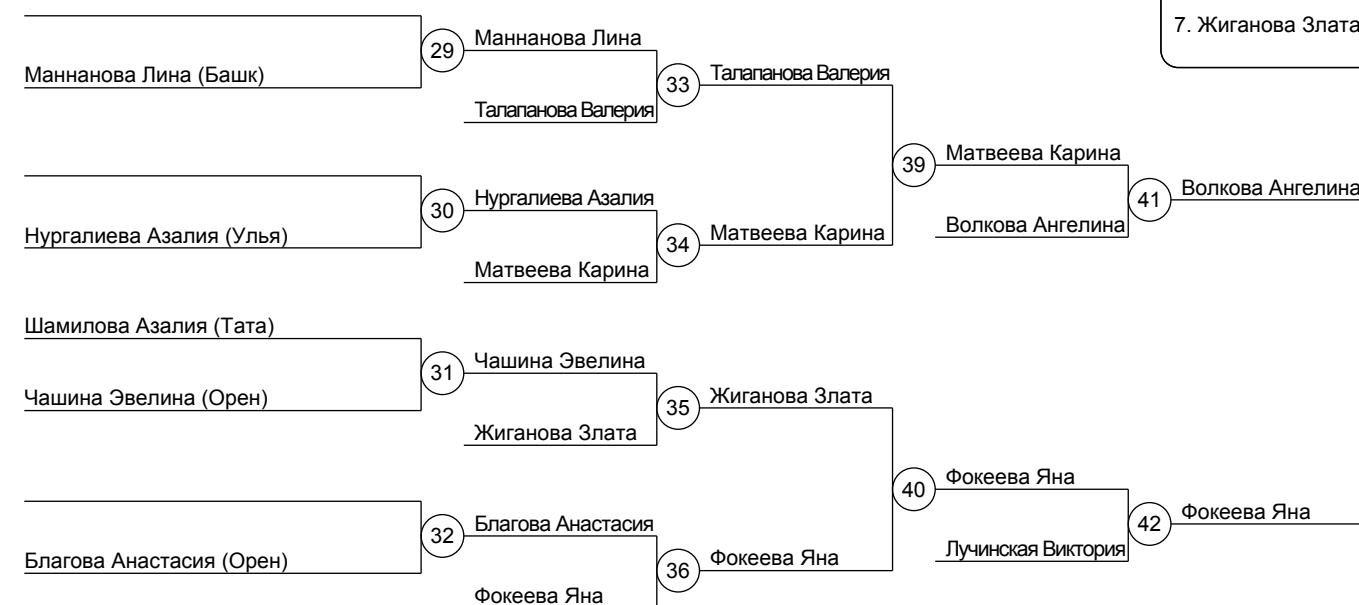 7. Жиганова Злата
29
Маннанова Лина
Маннанова Лина (Башк)
33
Талапанова Валерия
Талапанова Валерия
39
Матвеева Карина
30
Нургалиева Азалия
41
Волкова Ангелина
Нургалиева Азалия (Улья)
34
Матвеева Карина
Волкова Ангелина
Матвеева Карина
Шамилова Азалия (Тата)
31
Чашина Эвелина
Чашина Эвелина (Орен)
35
Жиганова Злата
Жиганова Злата
40
Фокеева Яна
32
Благова Анастасия
42
Фокеева Яна
Благова Анастасия (Орен)
36
Фокеева Яна
Лучинская Виктория
Фокеева Яна